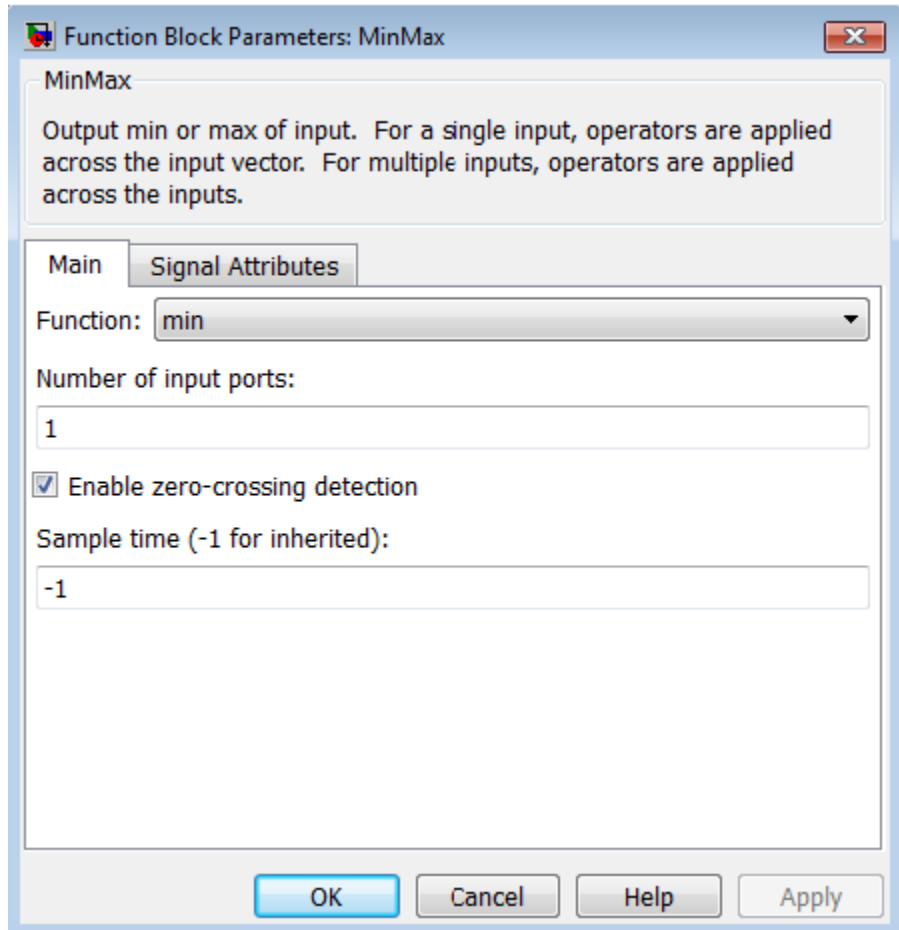 Function Block Parameters: MinMax
MinMax
Output min or max of input. For a single input, operators are applied
across the input vector. For multiple inputs, operators are applied
across the inputs.
Main
Signal Attributes
Function: min
Number of input ports:
1
Enable zero-crossing detection
Sample time (-1 for inherited):
-1
OK
Cancel
Help
Apply